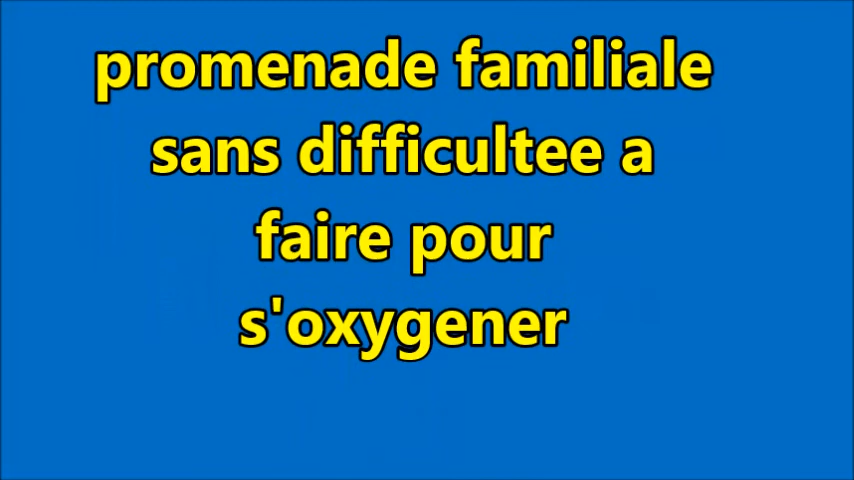 promenade familiale
sans difficultee a
faire pour
s'oxygener